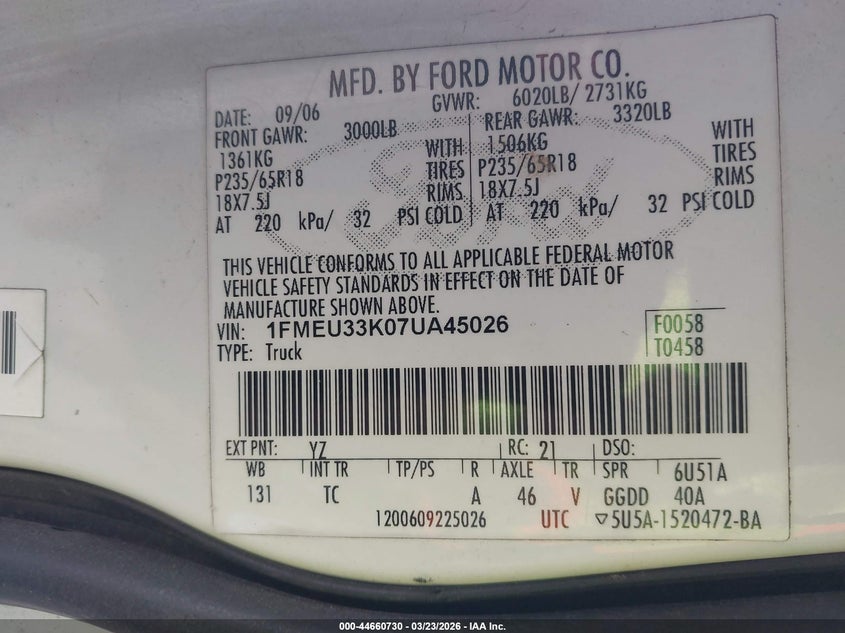 MFD. BY FORD MOTOR CO.
DATE: 09/06 GVWR: 6020LB/ 2731KG
FRONT GAWR: 3000LB REAR GAWR: 3320LB
1361KG WITH 1506KG WITH
P235/65R18 TIRES P235/65R18 TIRES
18X7.5J RIMS 18X7.5J RIMS
AT 220 kPa/ 32 PSI COLD AT 220 kPa/ 32 PSI COLD
THIS VEHICLE CONFORMS TO ALL APPLICABLE FEDERAL MOTOR
VEHICLE SAFETY STANDARDS IN EFFECT ON THE DATE OF
MANUFACTURE SHOWN ABOVE.
VIN: 1FMEU33K07UA45026 F0058
TYPE: Truck T0458
EXT PNT: YZ RC: 21 DSO:
WB INT TR TP/PS R AXLE TR SPR 6U51A
131 TC A 46 V GGDD 40A
1200609225026 UTC ▽5U5A-1520472-BA
000-44660730 - 03/23/2026 - IAA Inc.